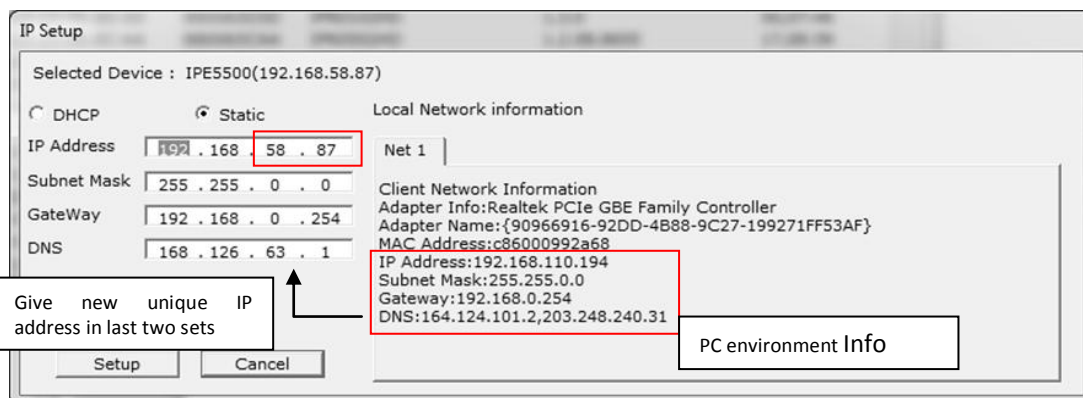 IP Setup
Selected Device : IPE5500(192.168.58.87)
DHCP Static
IP Address 192 . 168 . 58 . 87
Subnet Mask 255 . 255 . 0 . 0
GateWay 192 . 168 . 0 . 254
DNS 168 . 126 . 63 . 1
Give new unique IP
address in last two sets
Setup Cancel
Local Network information
Net 1
Client Network Information
Adapter Info:Realtek PCIe GBE Family Controller
Adapter Name:{90966916-92DD-4B88-9C27-199271FF53AF}
MAC Address:c86000992a68
IP Address:192.168.110.194
Subnet Mask:255.255.0.0
Gateway:192.168.0.254
DNS:164.124.101.2,203.248.240.31
PC environment Info